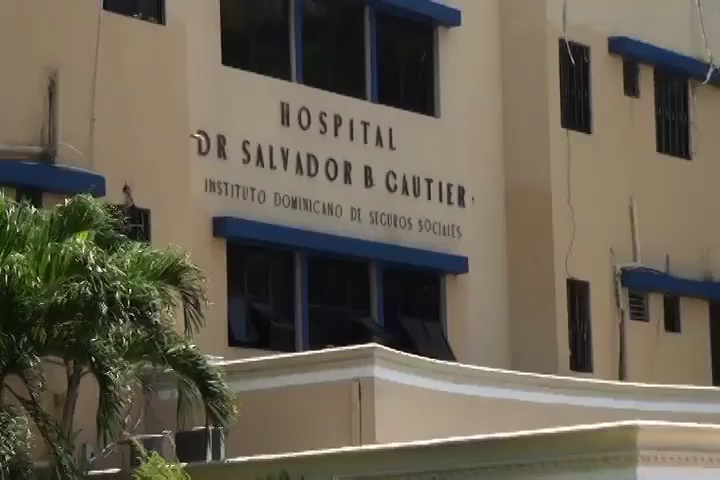 HOSPITAL
DR SALVADOR B. GAUTIER
INSTITUTO DOMINICANO DE SEGUROS SOCIALES